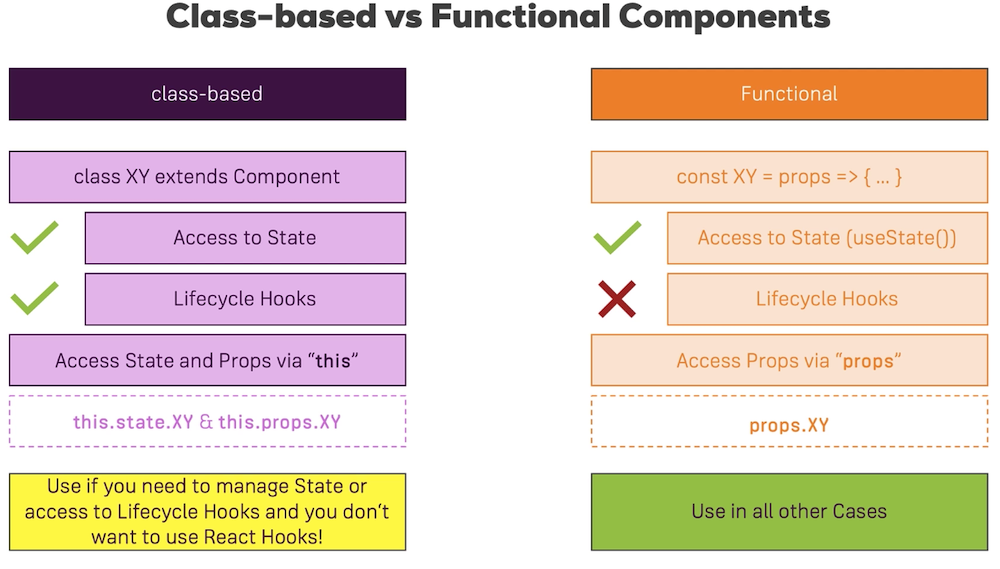 Class-based vs Functional Components
class-based
Functional
class XY extends Component
const XY = props => { ... }
Access to State
Access to State (useState())
Lifecycle Hooks
Lifecycle Hooks
Access State and Props via “this”
Access Props via “props”
this.state.XY & this.props.XY
props.XY
Use if you need to manage State or
access to Lifecycle Hooks and you don‘t
want to use React Hooks!
Use in all other Cases